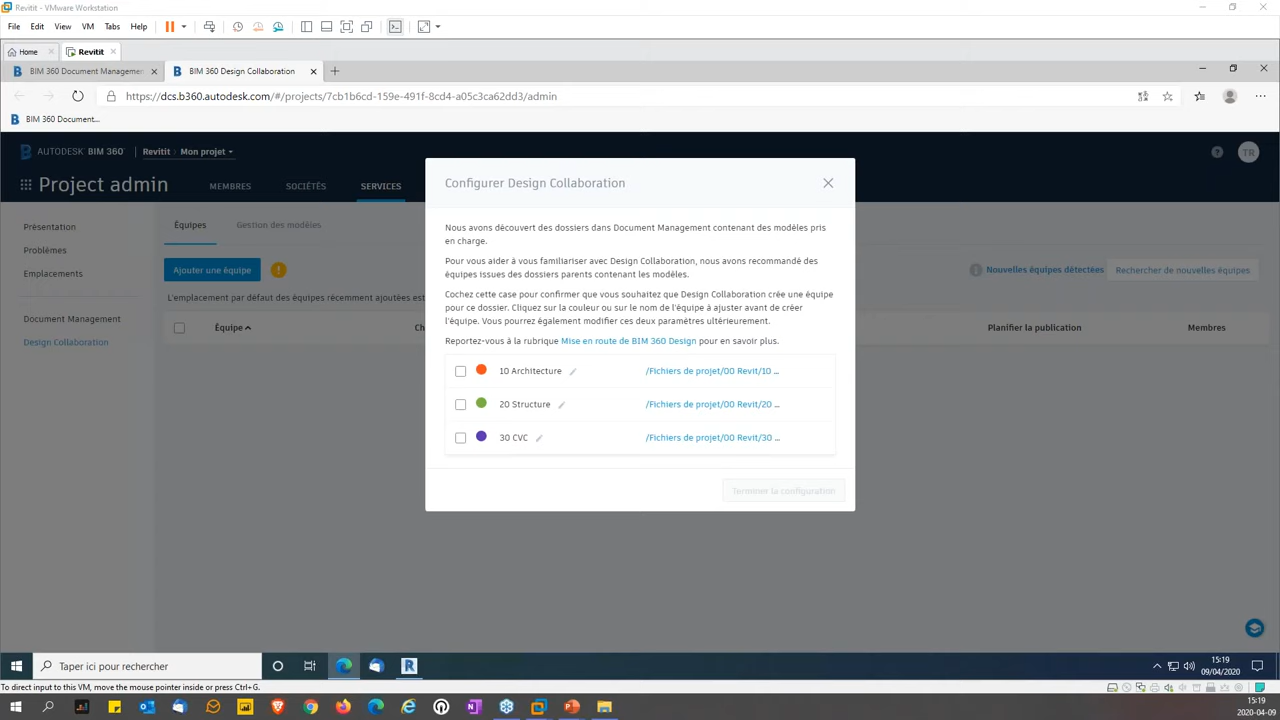 Revitit - VMware Workstation
File Edit View VM Tabs Help
Home Revitit
BIM 360 Document Managemen BIM 360 Design Collaboration
https://dcs.b360.autodesk.com/#/projects/7cb1b6cd-159e-491f-8cd4-a05c3ca62dd3/admin
BIM 360 Document...
AUTODESK BIM 360 Revitit Mon projet TR
Project admin MEMBRES SOCIÉTÉS SERVICES
Présentation
Problèmes
Emplacements
Document Management
Design Collaboration
Équipes Gestion des modèles
Ajouter une équipe
Nouvelles équipes détectées Rechercher de nouvelles équipes
L'emplacement par défaut des équipes récemment ajoutées est
Équipe Ch Planifier la publication Membres
Configurer Design Collaboration
Nous avons découvert des dossiers dans Document Management contenant des modèles pris
en charge.
Pour vous aider à vous familiariser avec Design Collaboration, nous avons recommandé des
équipes issues des dossiers parents contenant les modèles.
Cochez cette case pour confirmer que vous souhaitez que Design Collaboration crée une équipe
pour ce dossier. Cliquez sur la couleur ou sur le nom de l'équipe à ajuster avant de créer
l'équipe. Vous pourrez également modifier ces deux paramètres ultérieurement.
Reportez-vous à la rubrique Mise en route de BIM 360 Design pour en savoir plus.
10 Architecture /Fichiers de projet/00 Revit/10 ...
20 Structure /Fichiers de projet/00 Revit/20 ...
30 CVC /Fichiers de projet/00 Revit/30 ...
Terminer la configuration
Taper ici pour rechercher
15:19
09/04/2020
To direct input to this VM, move the mouse pointer inside or press Ctrl+G.
15:19
2020-04-09